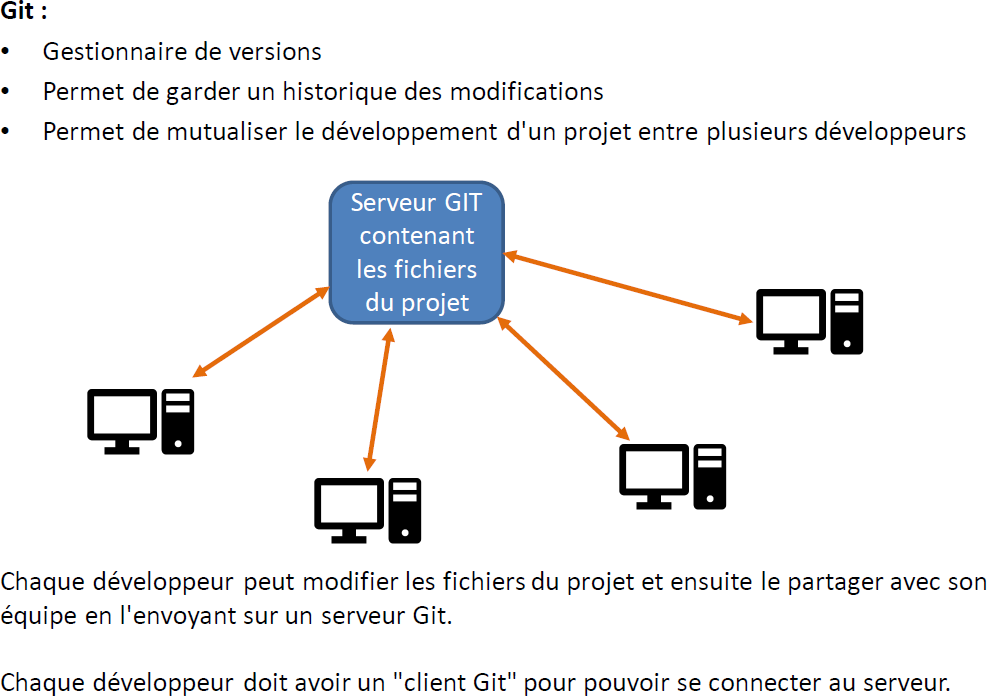 Git :
• Gestionnaire de versions
• Permet de garder un historique des modifications
• Permet de mutualiser le développement d'un projet entre plusieurs développeurs
Serveur GIT
contenant
les fichiers
du projet
Chaque développeur peut modifier les fichiers du projet et ensuite le partager avec son
équipe en l'envoyant sur un serveur Git.
Chaque développeur doit avoir un "client Git" pour pouvoir se connecter au serveur.